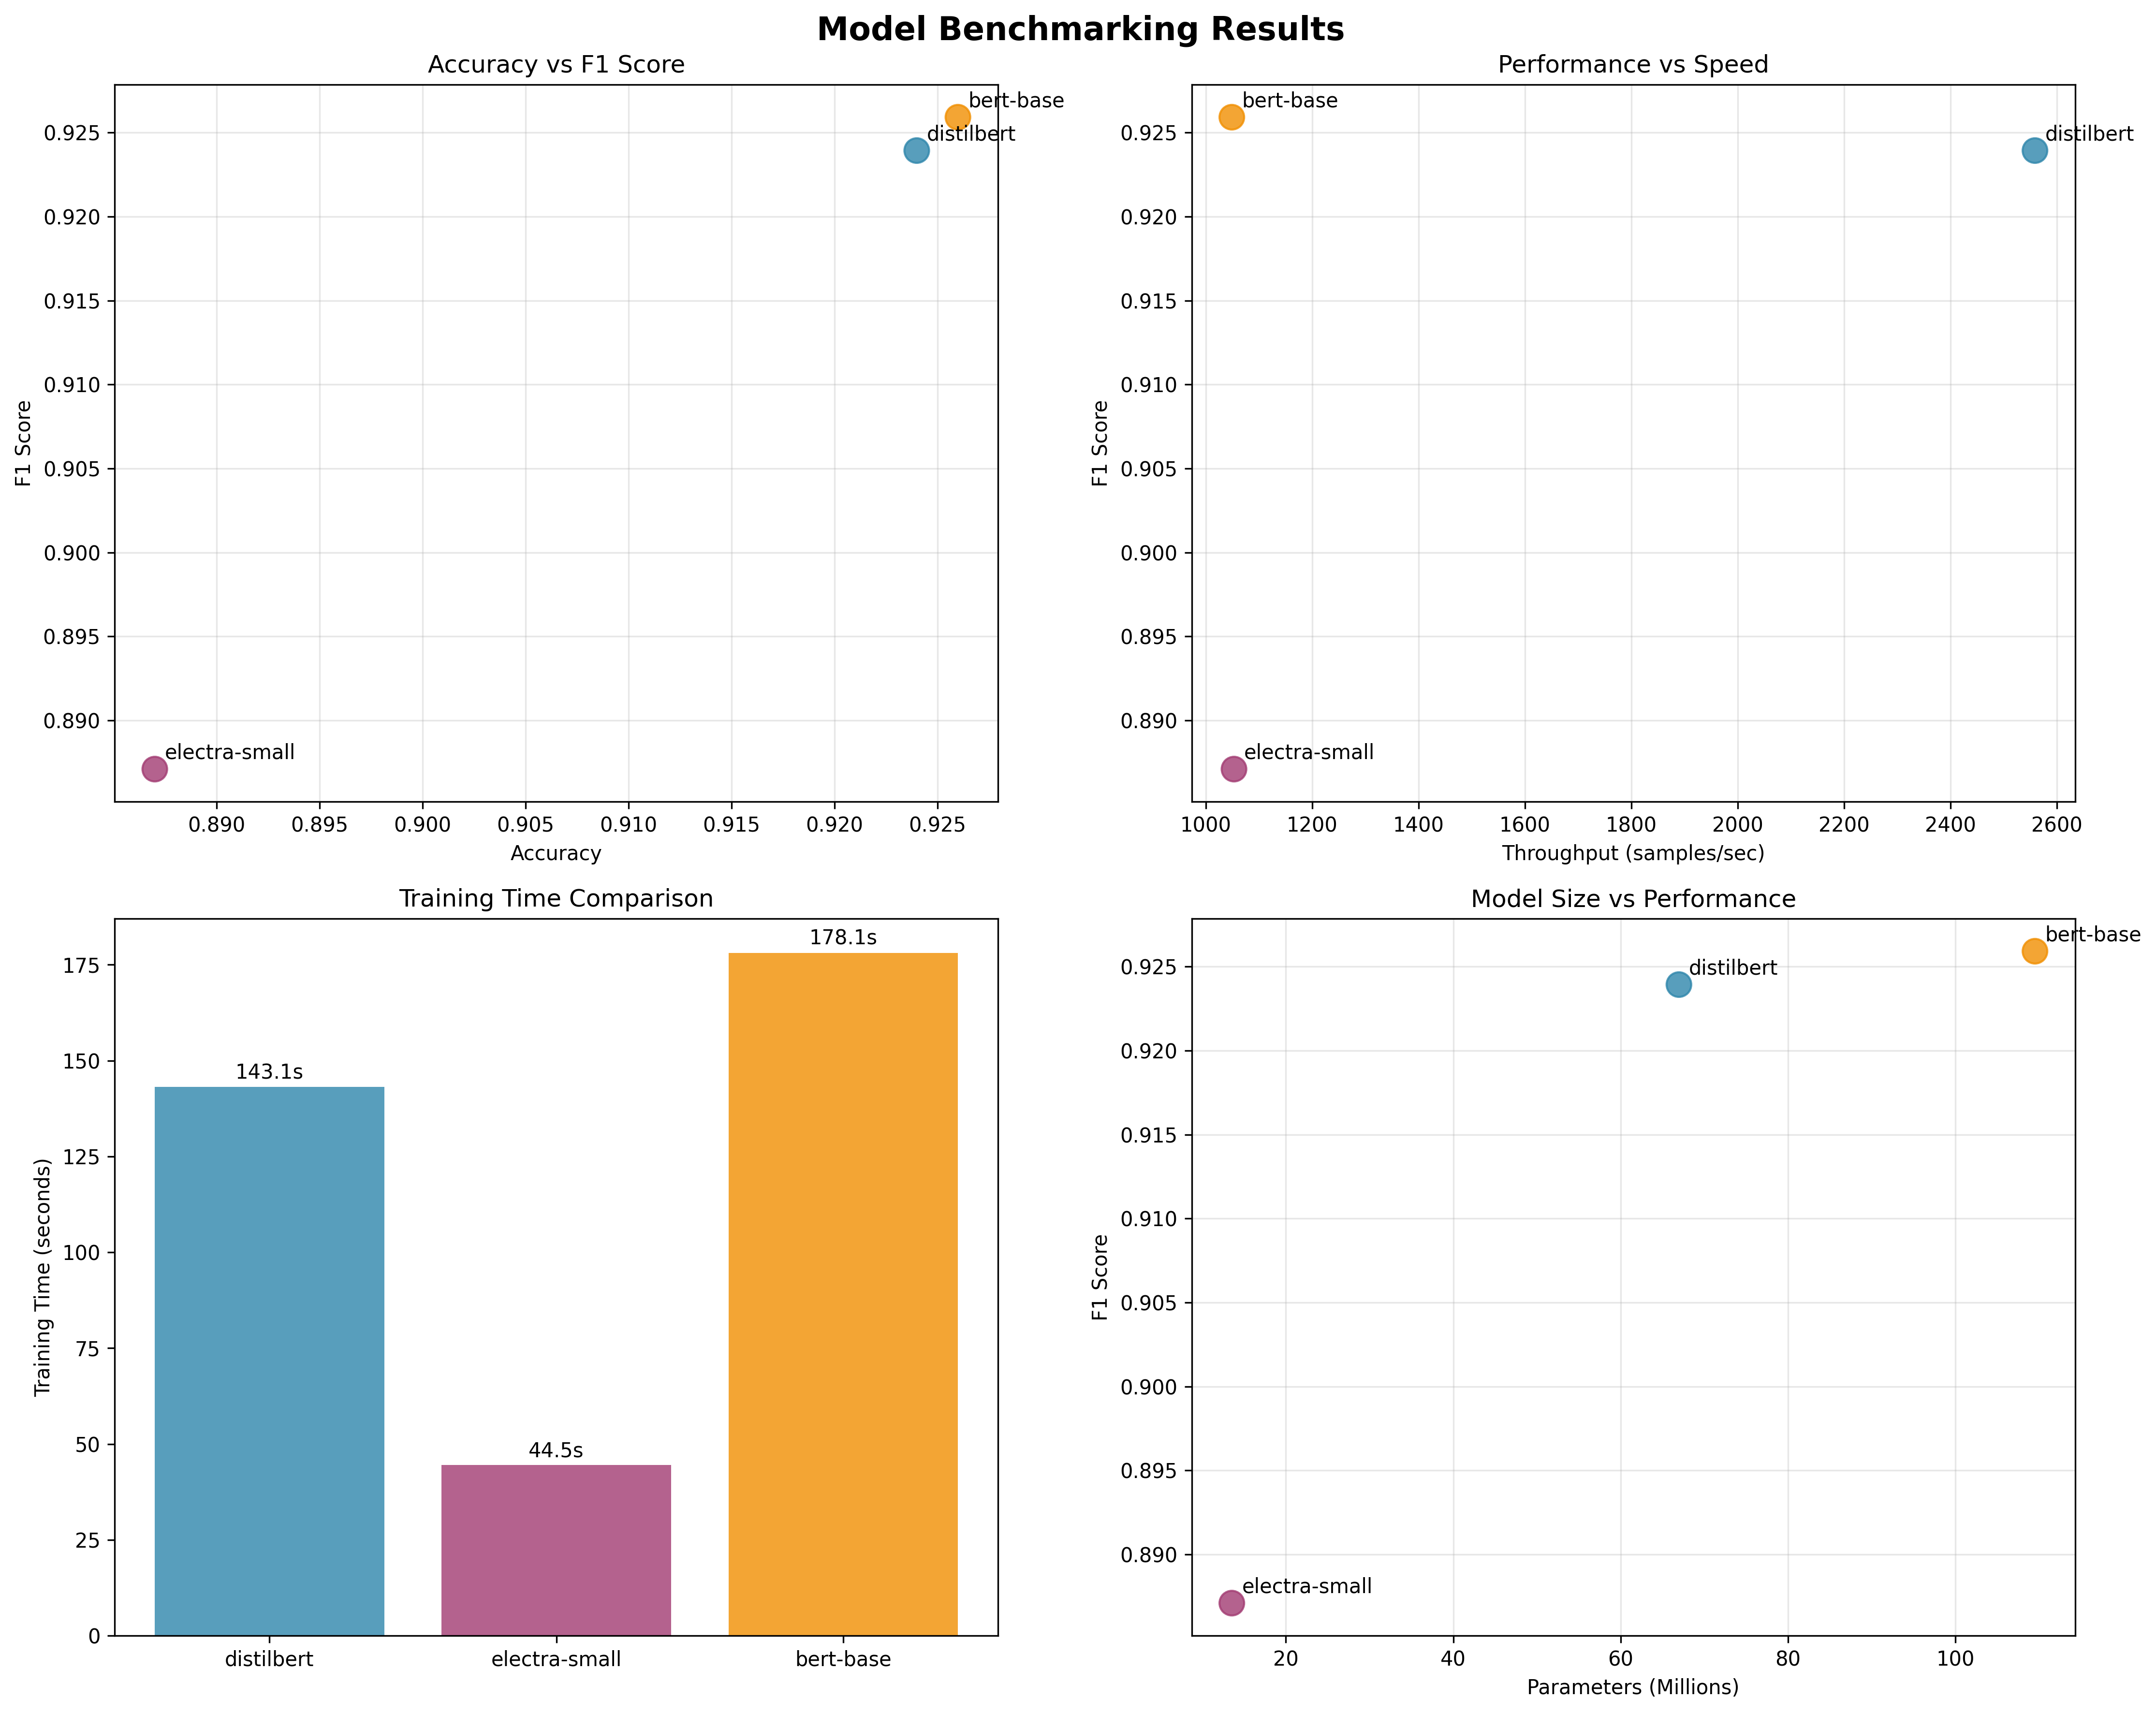 Model Benchmarking Results
Accuracy vs F1 Score
F1 Score
0.925
0.920
0.915
0.910
0.905
0.900
0.895
0.890
bert-base
distilbert
electra-small
0.890 0.895 0.900 0.905 0.910 0.915 0.920 0.925
Accuracy
Performance vs Speed
F1 Score
0.925
0.920
0.915
0.910
0.905
0.900
0.895
0.890
bert-base
distilbert
electra-small
1000 1200 1400 1600 1800 2000 2200 2400 2600
Throughput (samples/sec)
Training Time Comparison
Training Time (seconds)
175
150
125
100
75
50
25
0
143.1s
44.5s
178.1s
distilbert electra-small bert-base
Model Size vs Performance
F1 Score
0.925
0.920
0.915
0.910
0.905
0.900
0.895
0.890
bert-base
distilbert
electra-small
20 40 60 80 100
Parameters (Millions)